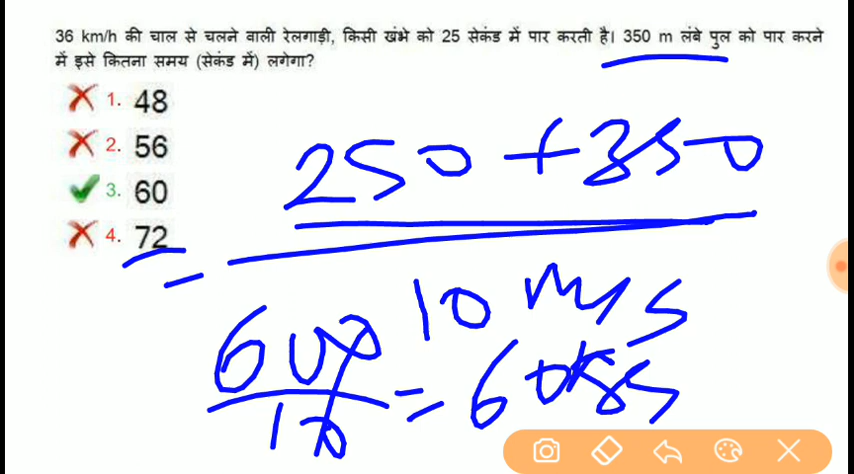 36 km/h की चाल से चलने वाली रेलगाड़ी, किसी खंभे को 25 सेकंड में पार करती है। 350 m लंबे पुल को पार करने
में इसे कितना समय (सेकंड में) लगेगा?
1. 48
2. 56
3. 60
4. 72
250 + 350
10 m/s
600/10 = 60